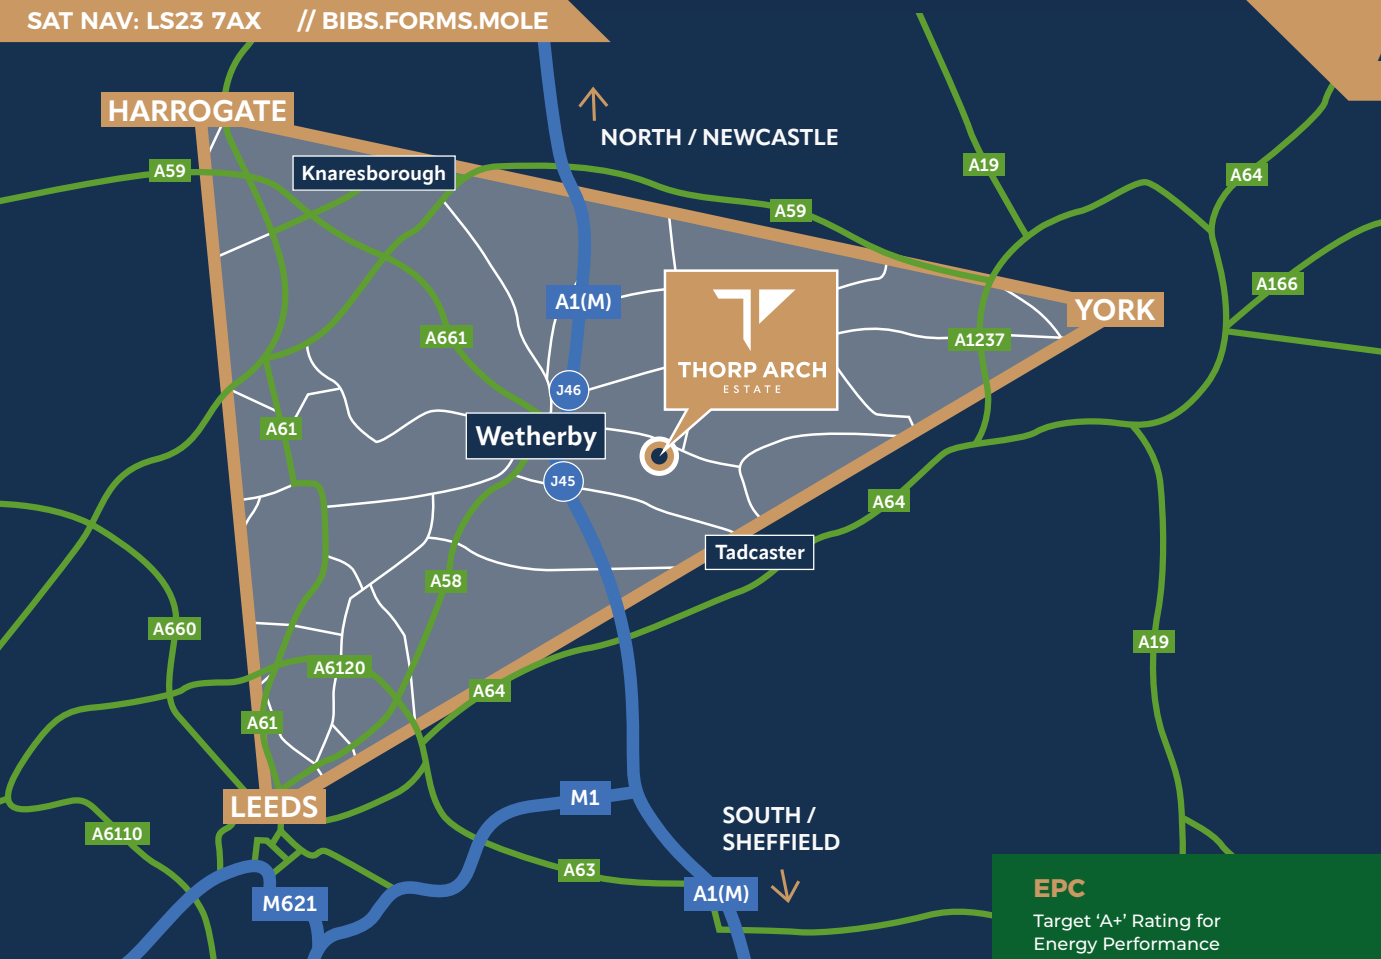 SAT NAV: LS23 7AX // BIBS.FORMS.MOLE
HARROGATE
NORTH / NEWCASTLE
A59
Knaresborough
A19
A64
A59
A166
A1(M)
YORK
A661
A1237
THORP ARCH
ESTATE
J46
A61
Wetherby
J45
A64
Tadcaster
A58
A660
A19
A6120
A64
A61
M1
LEEDS
SOUTH /
SHEFFIELD
A6110
A63
A1(M)
M621
EPC
Target ‘A+’ Rating for
Energy Performance